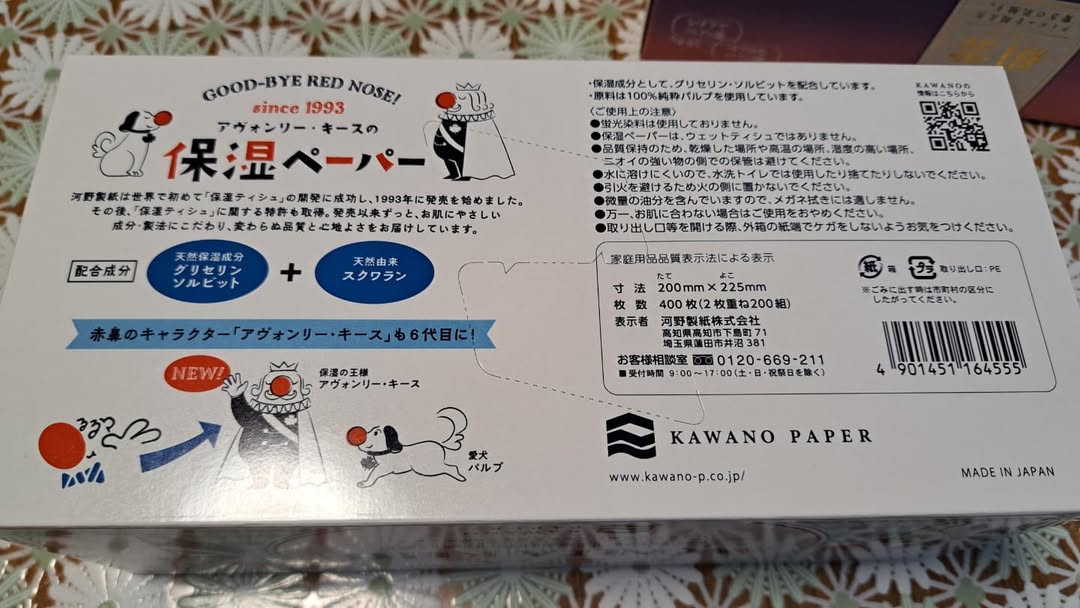 GOOD-BYE RED NOSE!
since 1993
アヴォンリー・キースの
保湿ペーパー
河野製紙は世界で初めて「保湿ティシュ」の開発に成功し、1993年に発売を始めました。
その後、「保湿ティシュ」に関する特許も取得。発売以来ずっと、お肌にやさしい
成分・製法にこだわり、変わらぬ品質と心地よさをお届けしています。
配合成分
天然保湿成分
グリセリン
ソルビット
+
天然由来
スクワラン
赤鼻のキャラクター「アヴォンリー・キース」も6代目に!
NEW!
保湿の王様
アヴォンリー・キース
愛犬
パルプ
・保湿成分として、グリセリン・ソルビットを配合しています。
・原料は100%純粋パルプを使用しています。
〈ご使用上の注意〉
●蛍光染料は使用しておりません。
●保湿ペーパーは、ウェットティシュではありません。
●品質保持のため、乾燥した場所や高温の場所、湿度の高い場所、
ニオイの強い物の側での保管は避けてください。
●水に溶けにくいので、水洗トイレでは使用したり捨てたりしないでください。
●引火を避けるため火の側に置かないでください。
●微量の油分を含んでいますので、メガネ拭きには適しません。
●万一、お肌に合わない場合はご使用をおやめください。
●取り出し口等を開ける際、外箱の紙端でケガをしないようお気をつけください。
KAWANOの
情報はこちらから
家庭用品品質表示法による表示
たて よこ
寸法 200mm×225mm
枚数 400枚(2枚重ね200組)
表示者 河野製紙株式会社
高知県高知市下島町71
埼玉県蓮田市井沼381
お客様相談室 0120-669-211
■受付時間 9:00〜17:00(土・日・祝祭日を除く)
紙 箱 プラ 取り出し口:PE
※ごみに出す時は市町村の区分に
したがってください。
4 901451 164555
KAWANO PAPER
www.kawano-p.co.jp/
MADE IN JAPAN